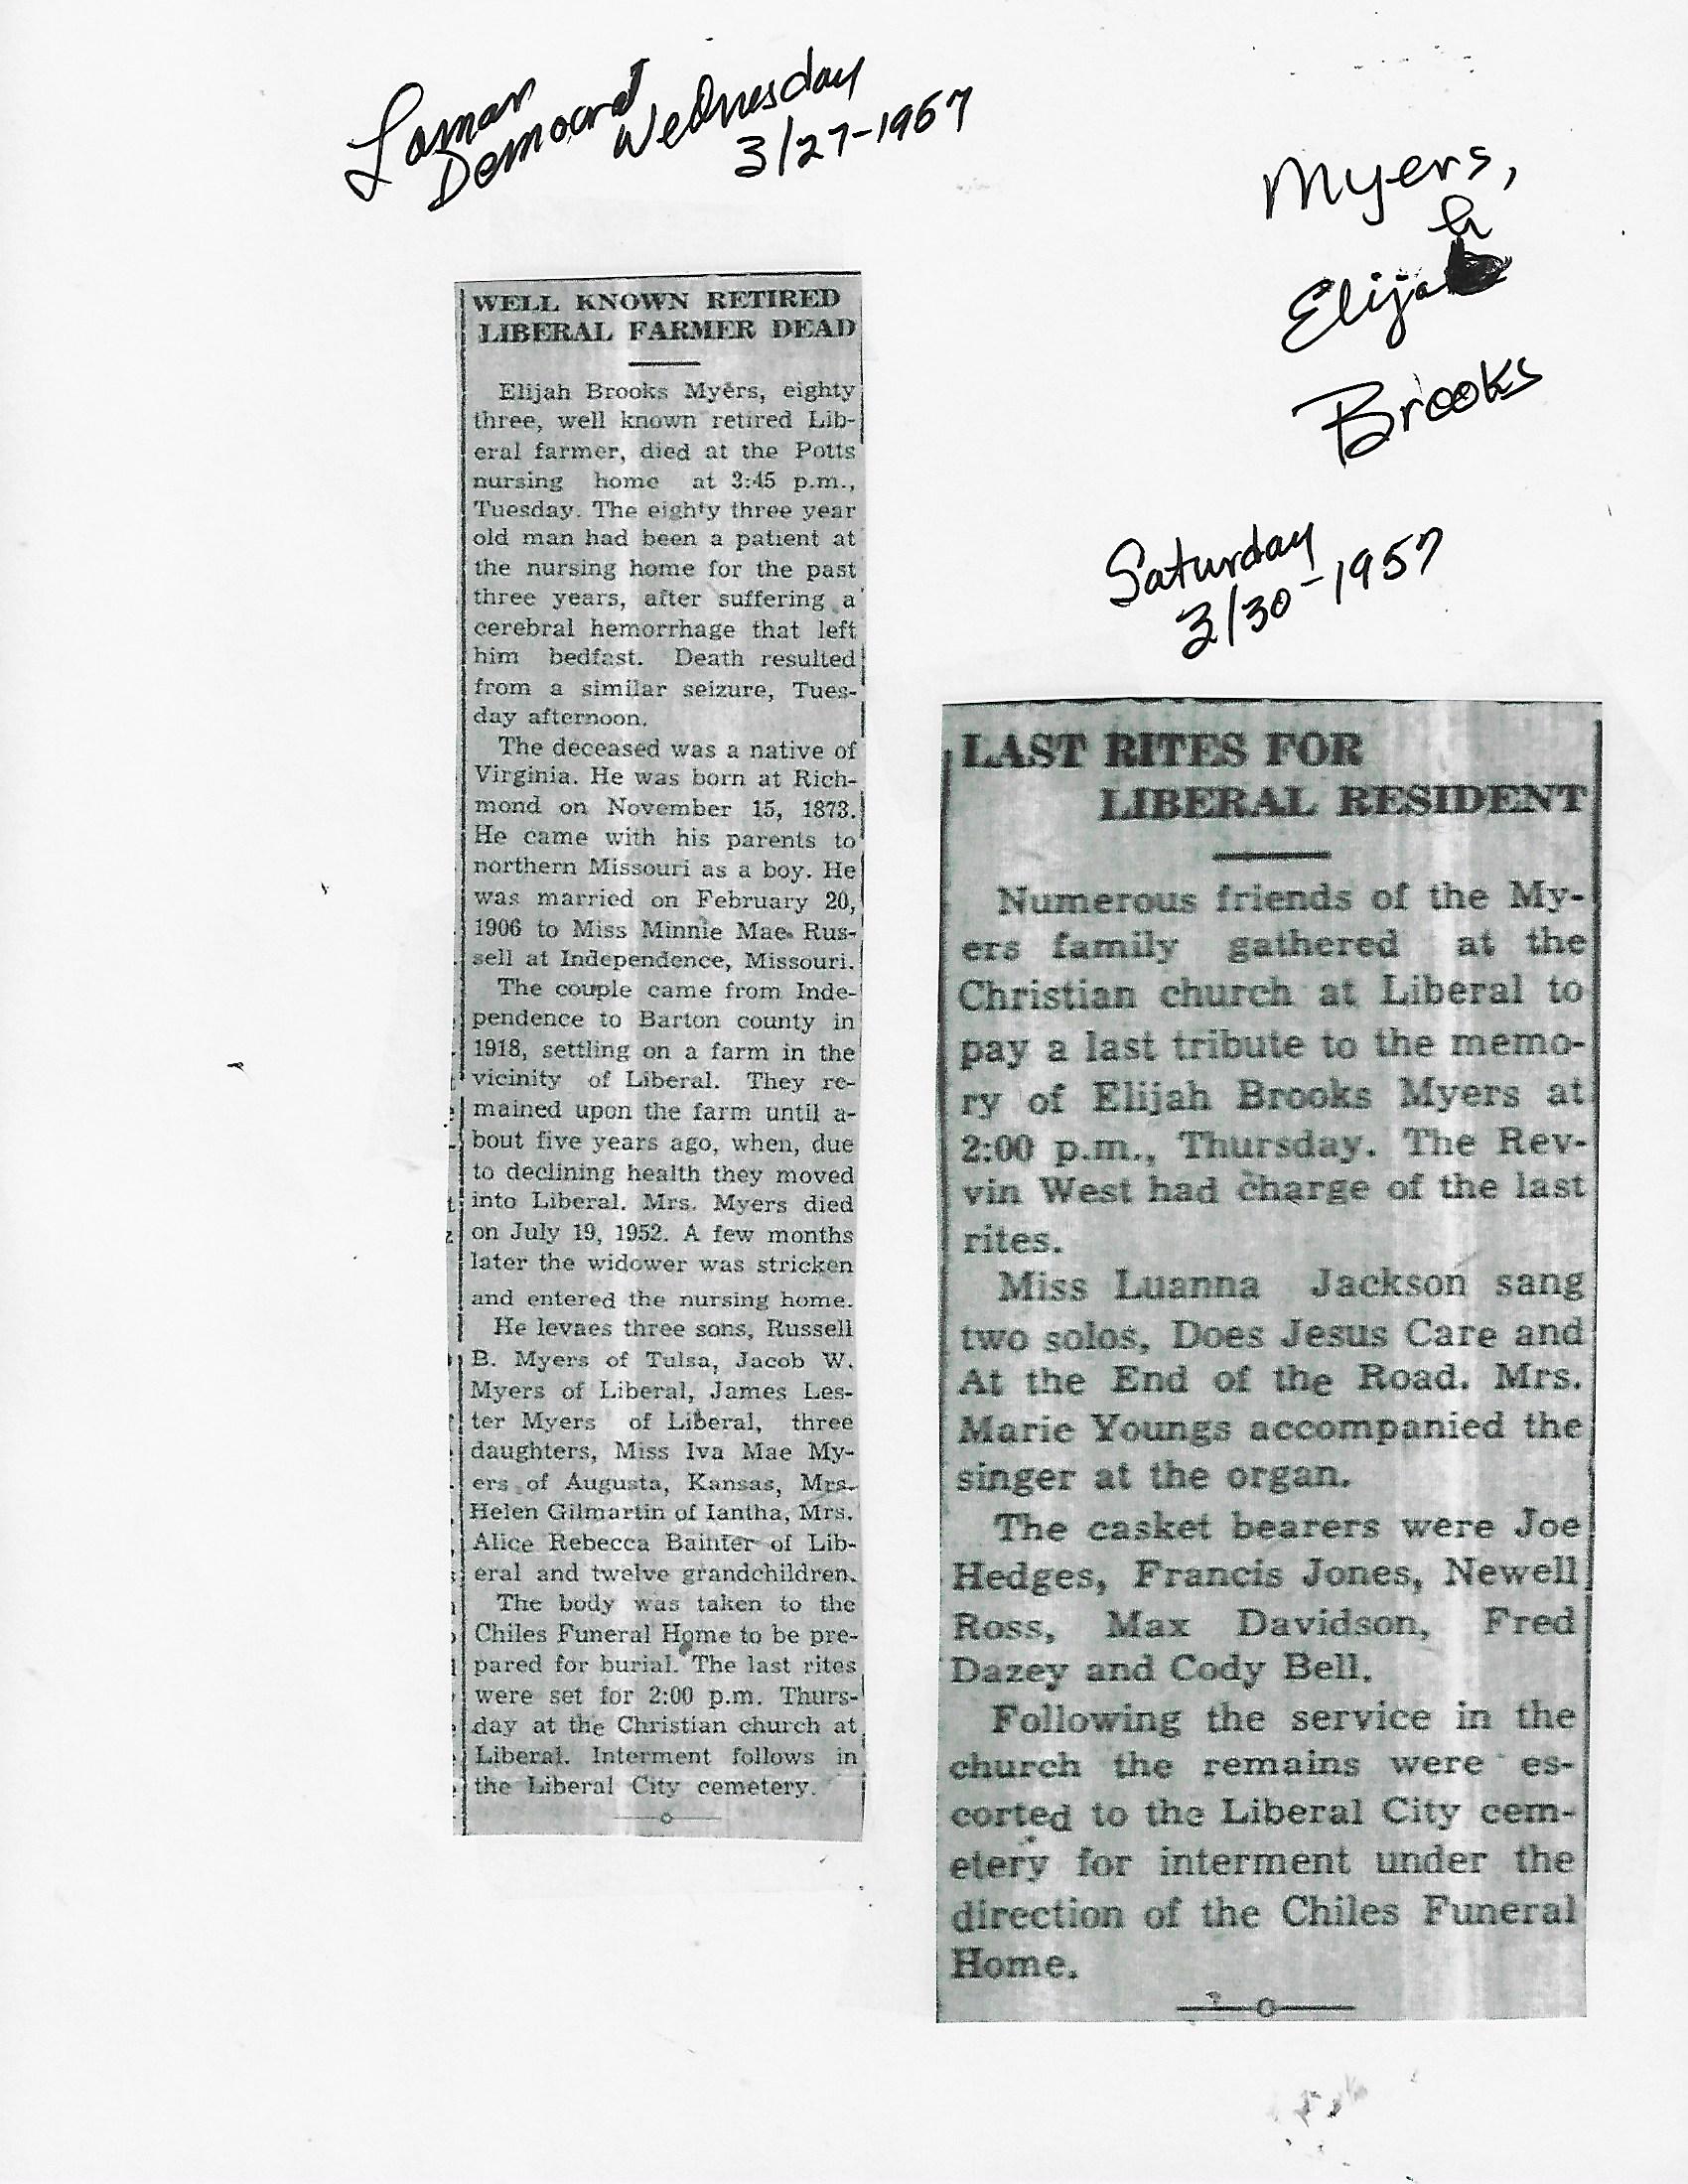 Lamar
Democrat
Wednesday
3/27-1957
Myers,
h
Elijah
Brooks
Saturday
3/30-1957
WELL KNOWN RETIRED
LIBERAL FARMER DEAD
Elijah Brooks Myers, eighty
three, well known retired Lib-
eral farmer, died at the Potts
nursing home at 3:45 p.m.,
Tuesday. The eighty three year
old man had been a patient at
the nursing home for the past
three years, after suffering a
cerebral hemorrhage that left
him bedfast. Death resulted
from a similar seizure, Tues-
day afternoon.
The deceased was a native of
Virginia. He was born at Rich-
mond on November 15, 1873.
He came with his parents to
northern Missouri as a boy. He
was married on February 20,
1906 to Miss Minnie Mae Rus-
sell at Independence, Missouri.
The couple came from Inde-
pendence to Barton county in
1918, settling on a farm in the
vicinity of Liberal. They re-
mained upon the farm until a-
bout five years ago, when, due
to declining health they moved
into Liberal. Mrs. Myers died
on July 19, 1952. A few months
later the widower was stricken
and entered the nursing home.
He levaes three sons, Russell
B. Myers of Tulsa, Jacob W.
Myers of Liberal, James Les-
ter Myers of Liberal, three
daughters, Miss Iva Mae My-
ers of Augusta, Kansas, Mrs.
Helen Gilmartin of Iantha, Mrs.
Alice Rebecca Bainter of Lib-
eral and twelve grandchildren.
The body was taken to the
Chiles Funeral Home to be pre-
pared for burial. The last rites
were set for 2:00 p.m. Thurs-
day at the Christian church at
Liberal. Interment follows in
the Liberal City cemetery.
LAST RITES FOR
LIBERAL RESIDENT
Numerous friends of the My-
ers family gathered at the
Christian church at Liberal to
pay a last tribute to the memo-
ry of Elijah Brooks Myers at
2:00 p.m., Thursday. The Rev-
vin West had charge of the last
rites.
Miss Luanna Jackson sang
two solos, Does Jesus Care and
At the End of the Road. Mrs.
Marie Youngs accompanied the
singer at the organ.
The casket bearers were Joe
Hedges, Francis Jones, Newell
Ross, Max Davidson, Fred
Dazey and Cody Bell.
Following the service in the
church the remains were es-
corted to the Liberal City cem-
etery for interment under the
direction of the Chiles Funeral
Home.